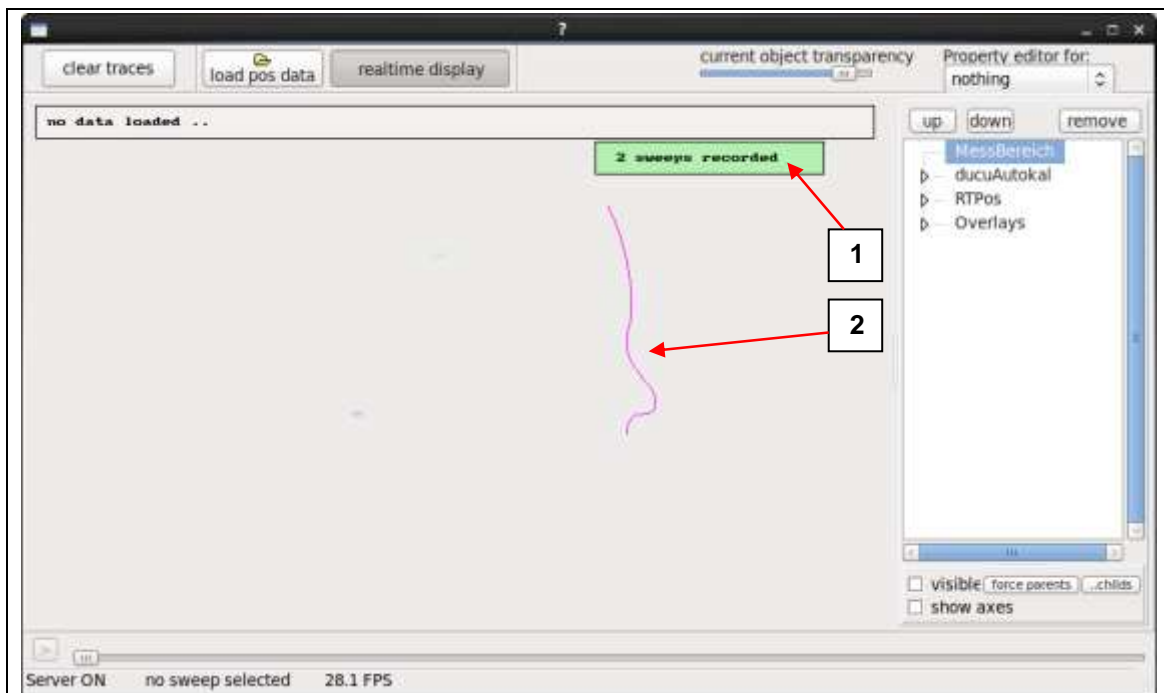 ?
clear traces
load pos data
realtime display
current object transparency
Property editor for:
nothing
no data loaded ..
up down remove
2 sweeps recorded
MessBereich
ducuAutokal
RTPos
Overlays
1
2
visible force parents ..childs
show axes
Server ON no sweep selected 28.1 FPS